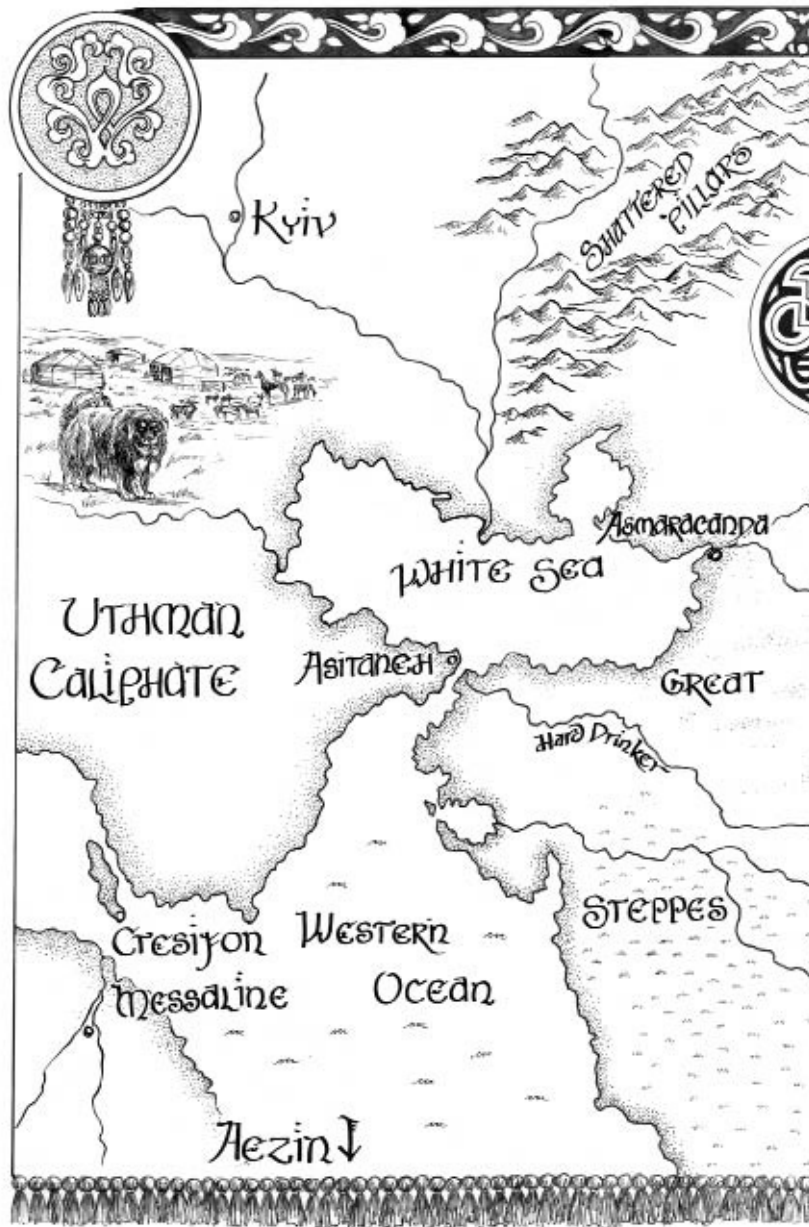 Kyiv
Shattered
Pillars
Asmaracanda
White Sea
Uthman
Caliphate
Asitaneh
Great
Hard Drinker
Steppes
Ctesifon
Western
Messaline
Ocean
Aezin